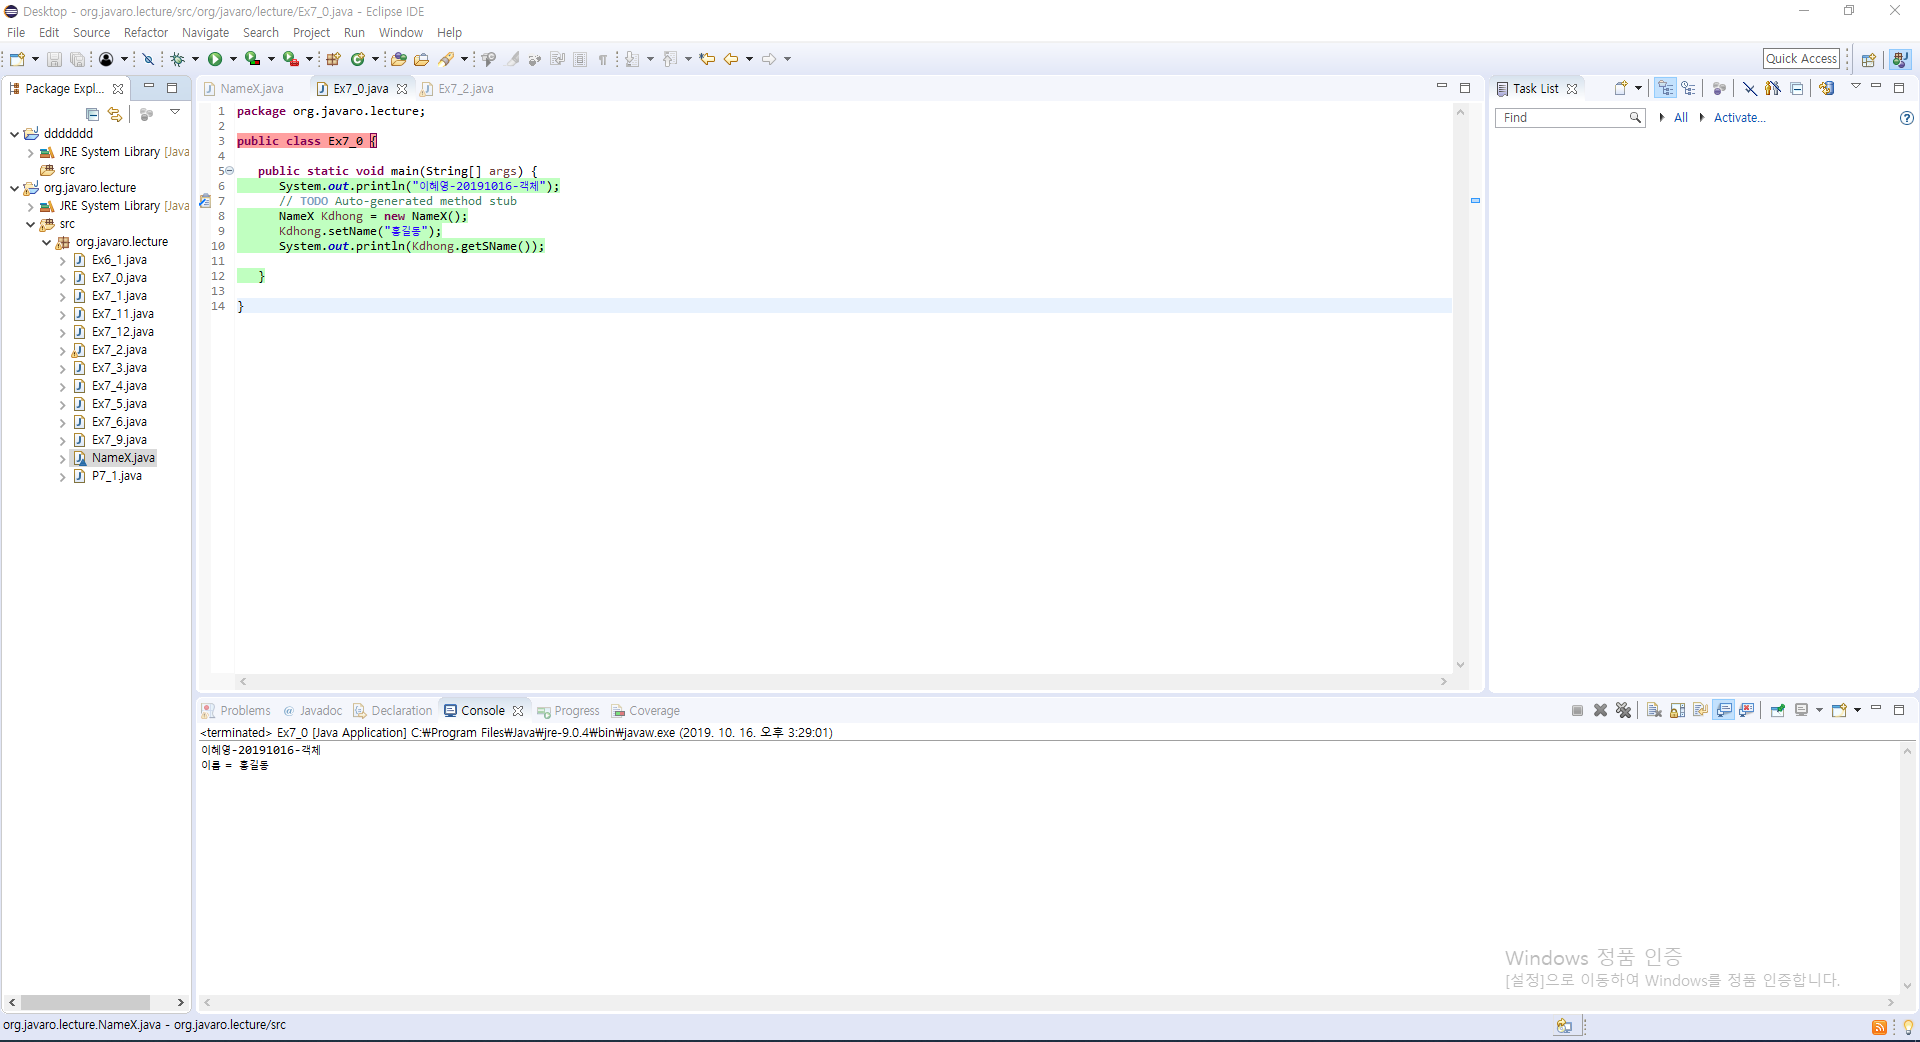 Desktop - org.javaro.lecture/src/org/javaro/lecture/Ex7_0.java - Eclipse IDE
File Edit Source Refactor Navigate Search Project Run Window Help
Quick Access
Package Expl...
ddddddd
JRE System Library [Java
src
org.javaro.lecture
JRE System Library [Java
src
org.javaro.lecture
Ex6_1.java
Ex7_0.java
Ex7_1.java
Ex7_11.java
Ex7_12.java
Ex7_2.java
Ex7_3.java
Ex7_4.java
Ex7_5.java
Ex7_6.java
Ex7_9.java
NameX.java
P7_1.java
NameX.java Ex7_0.java Ex7_2.java
1 package org.javaro.lecture;
2
3 public class Ex7_0 {
4
5 public static void main(String[] args) {
6 System.out.println("이혜영-20191016-객체");
7 // TODO Auto-generated method stub
8 NameX Kdhong = new NameX();
9 Kdhong.setName("홍길동");
10 System.out.println(Kdhong.getSName());
11
12 }
13
14 }
Task List
Find All Activate...
Problems @ Javadoc Declaration Console Progress Coverage
<terminated> Ex7_0 [Java Application] C:₩Program Files₩Java₩jre-9.0.4₩bin₩javaw.exe (2019. 10. 16. 오후 3:29:01)
이혜영-20191016-객체
이름 = 홍길동
Windows 정품 인증
[설정]으로 이동하여 Windows를 정품 인증합니다.
org.javaro.lecture.NameX.java - org.javaro.lecture/src